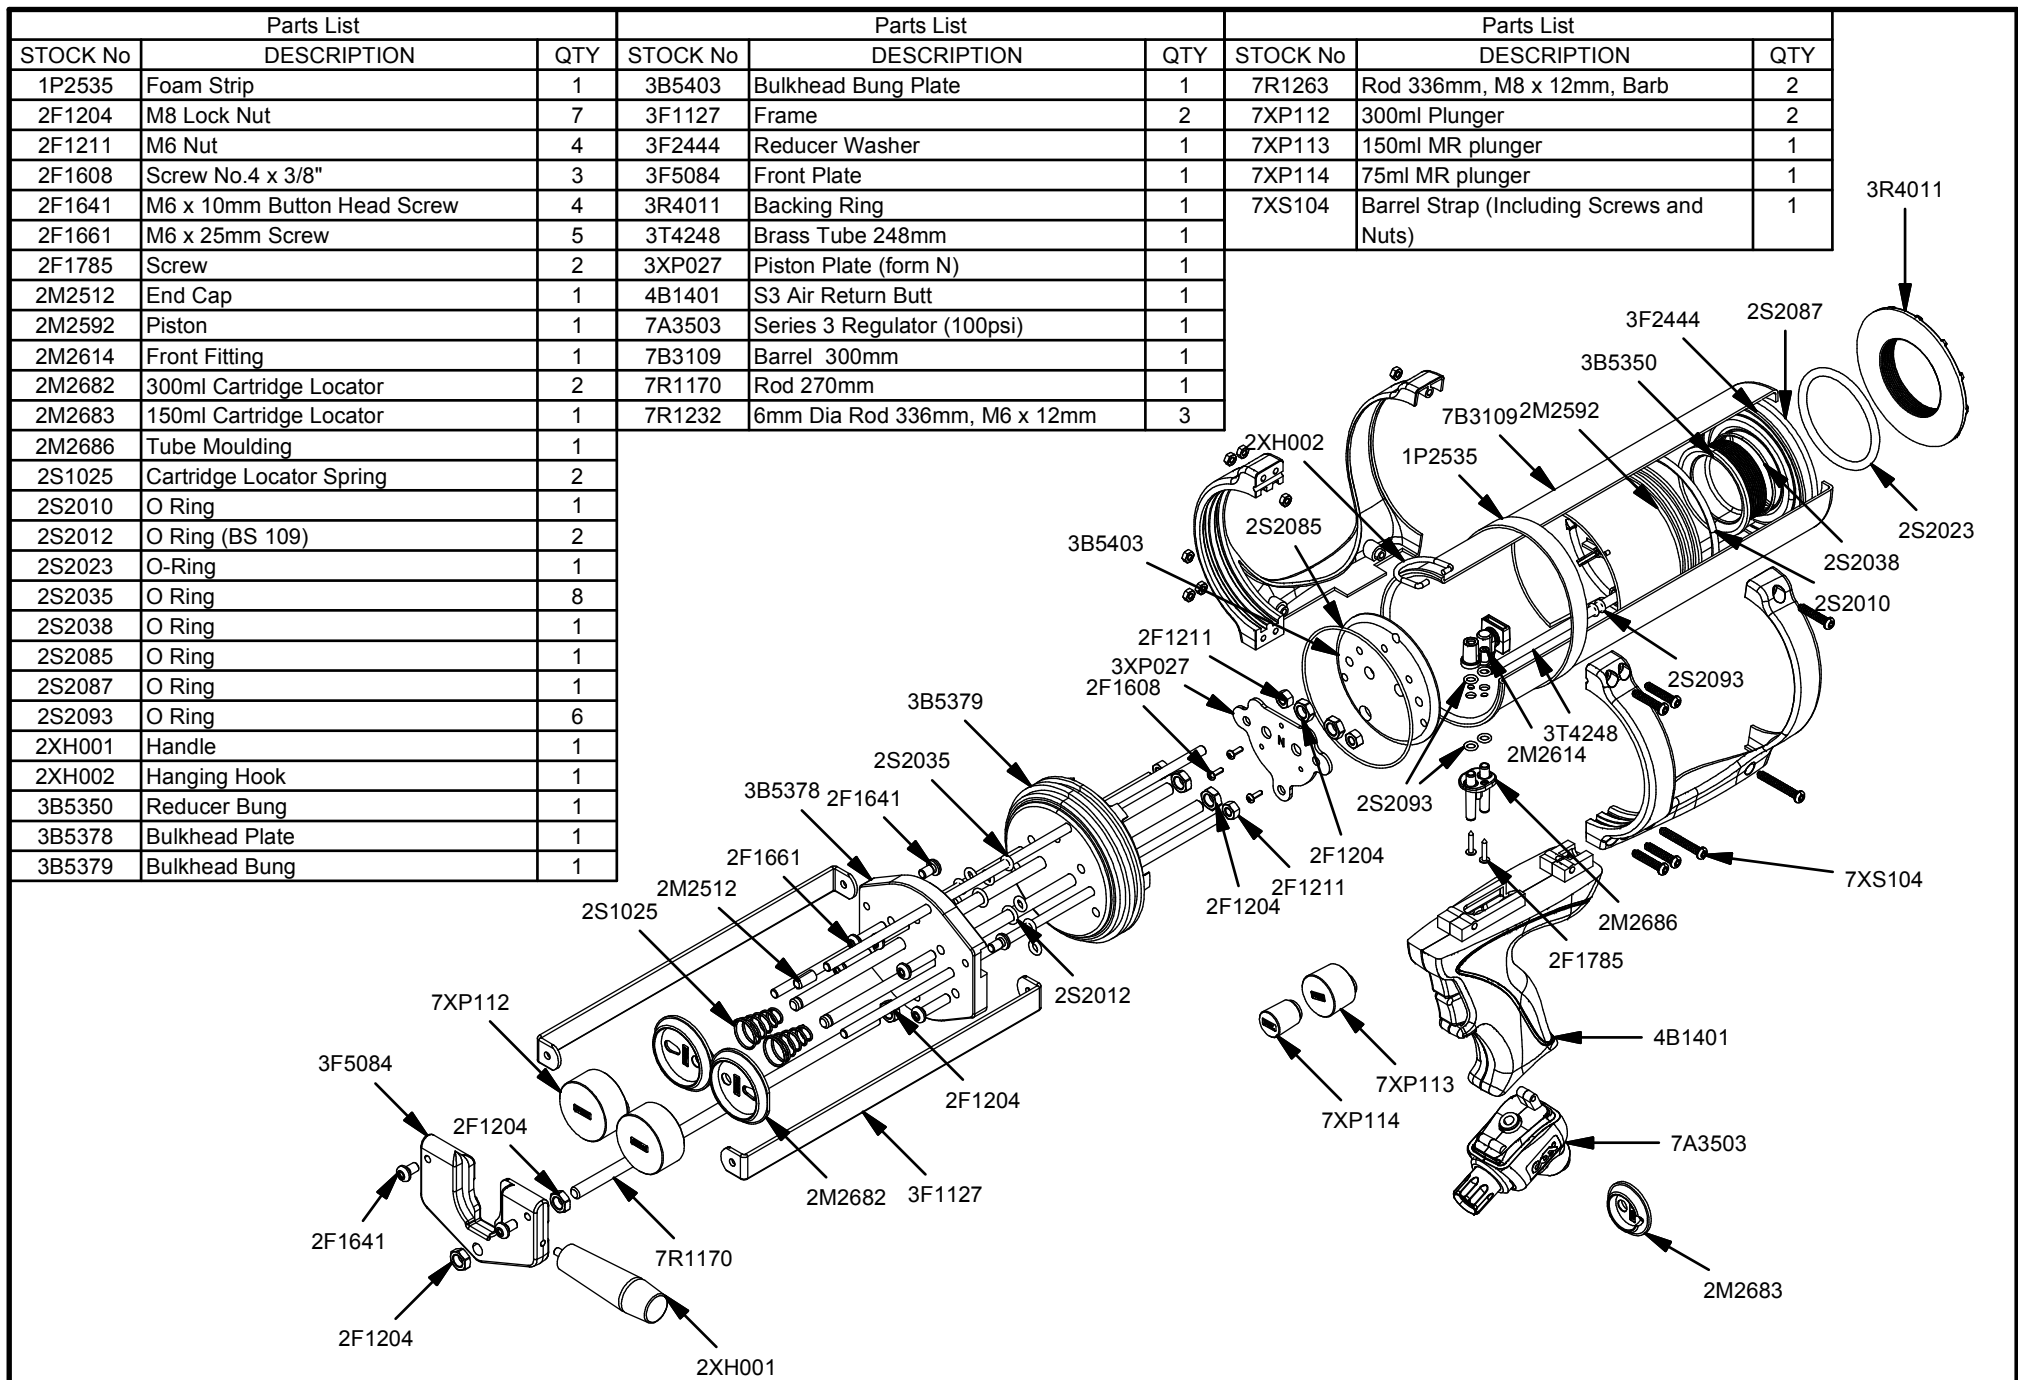 Parts List
STOCK No DESCRIPTION QTY
1P2535 Foam Strip 1
2F1204 M8 Lock Nut 7
2F1211 M6 Nut 4
2F1608 Screw No.4 x 3/8" 3
2F1641 M6 x 10mm Button Head Screw 4
2F1661 M6 x 25mm Screw 5
2F1785 Screw 2
2M2512 End Cap 1
2M2592 Piston 1
2M2614 Front Fitting 1
2M2682 300ml Cartridge Locator 2
2M2683 150ml Cartridge Locator 1
2M2686 Tube Moulding 1
2S1025 Cartridge Locator Spring 2
2S2010 O Ring 1
2S2012 O Ring (BS 109) 2
2S2023 O-Ring 1
2S2035 O Ring 8
2S2038 O Ring 1
2S2085 O Ring 1
2S2087 O Ring 1
2S2093 O Ring 6
2XH001 Handle 1
2XH002 Hanging Hook 1
3B5350 Reducer Bung 1
3B5378 Bulkhead Plate 1
3B5379 Bulkhead Bung 1
Parts List
STOCK No DESCRIPTION QTY
3B5403 Bulkhead Bung Plate 1
3F1127 Frame 2
3F2444 Reducer Washer 1
3F5084 Front Plate 1
3R4011 Backing Ring 1
3T4248 Brass Tube 248mm 1
3XP027 Piston Plate (form N) 1
4B1401 S3 Air Return Butt 1
7A3503 Series 3 Regulator (100psi) 1
7B3109 Barrel 300mm 1
7R1170 Rod 270mm 1
7R1232 6mm Dia Rod 336mm, M6 x 12mm 3
Parts List
STOCK No DESCRIPTION QTY
7R1263 Rod 336mm, M8 x 12mm, Barb 2
7XP112 300ml Plunger 2
7XP113 150ml MR plunger 1
7XP114 75ml MR plunger 1
7XS104 Barrel Strap (Including Screws and 1
Nuts)
3R4011
2S2087
3F2444
3B5350
2M2592
7B3109
2XH002
1P2535
2S2085
3B5403
2S2023
2S2038
2S2010
2S2093
2F1211
3XP027
2F1608
N
3T4248
2M2614
2S2093
3B5379
2S2035
3B5378
2F1641
2F1204
2F1211
2F1204
2F1661
2M2512
2S1025
7XS104
2M2686
2F1785
2S2012
7XP112
3F5084
4B1401
7XP113
7XP114
2F1204
2F1204
7A3503
2M2682
3F1127
2F1641
7R1170
2M2683
2F1204
2XH001